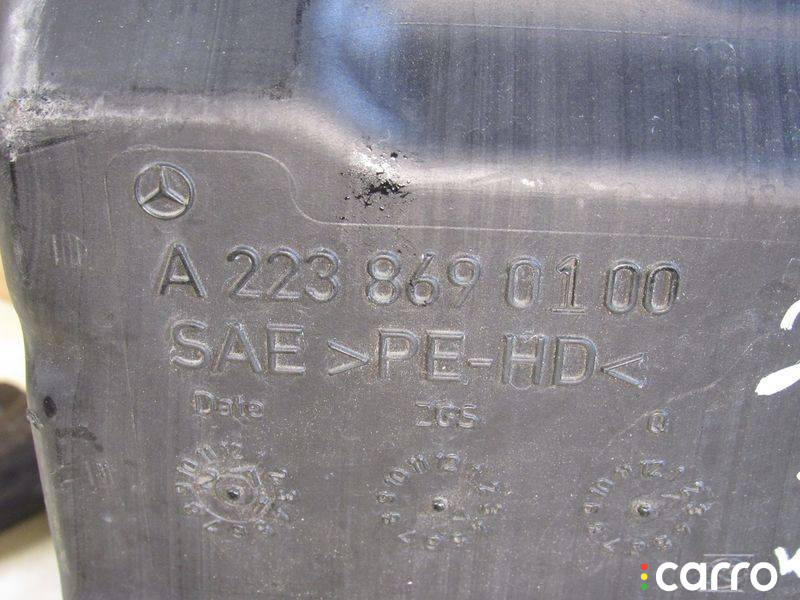 A 223 869 01 00
SAE >PE-HD<
Date ZGS Q
carro